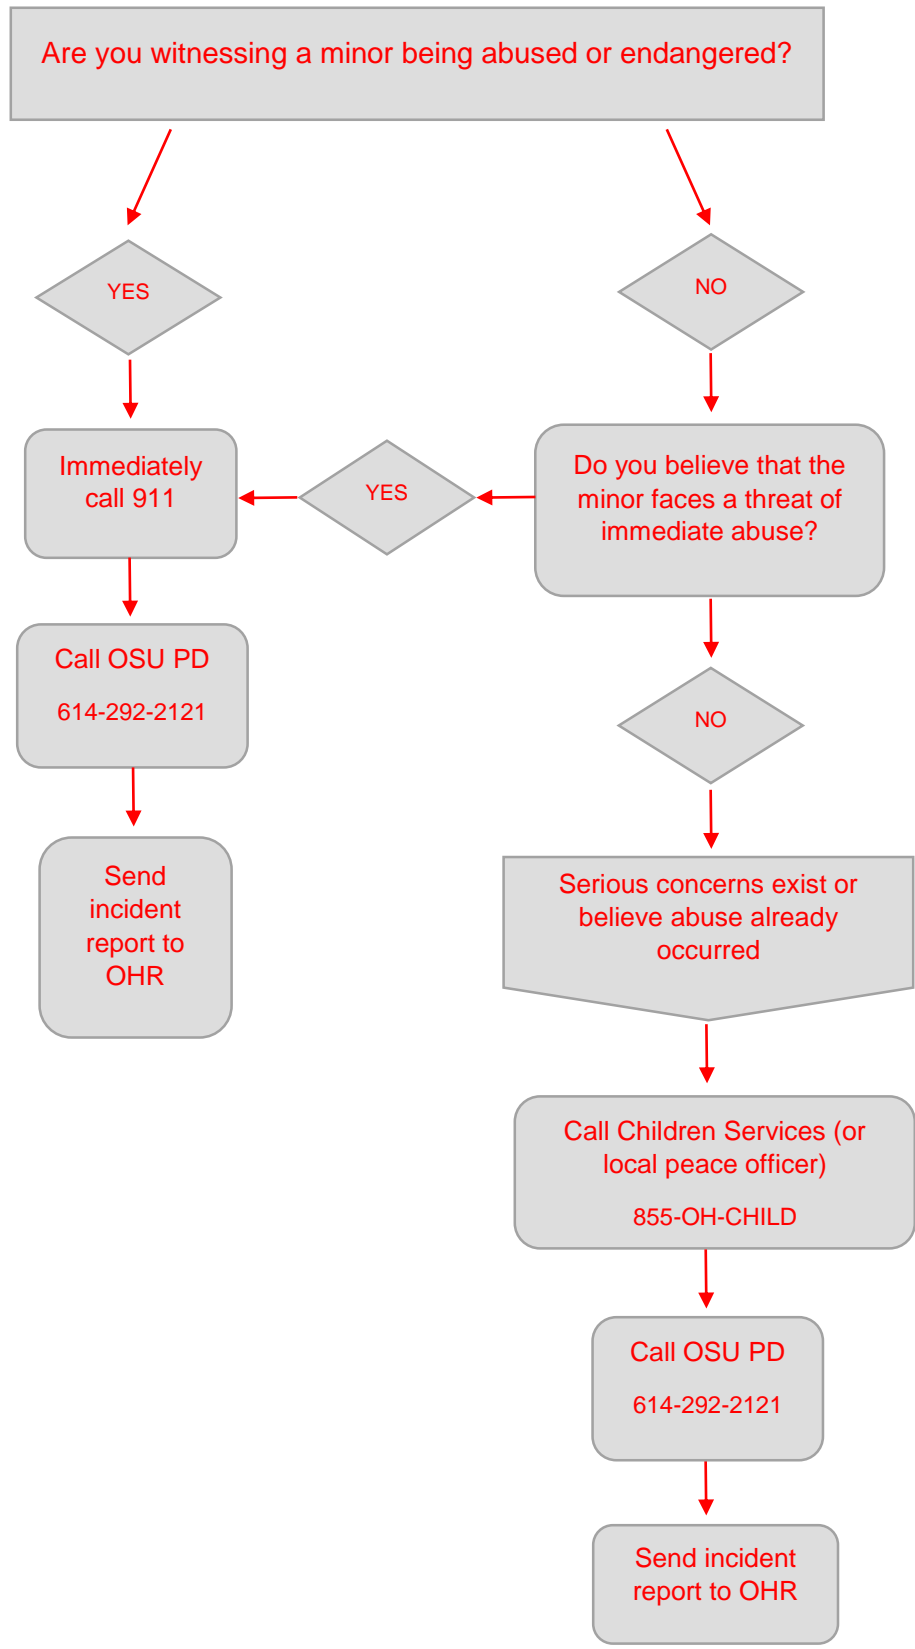 Are you witnessing a minor being abused or endangered?
YES
NO
Immediately
call 911
YES
Do you believe that the
minor faces a threat of
immediate abuse?
Call OSU PD
614-292-2121
NO
Send
incident
report to
OHR
Serious concerns exist or
believe abuse already
occurred
Call Children Services (or
local peace officer)
855-OH-CHILD
Call OSU PD
614-292-2121
Send incident
report to OHR